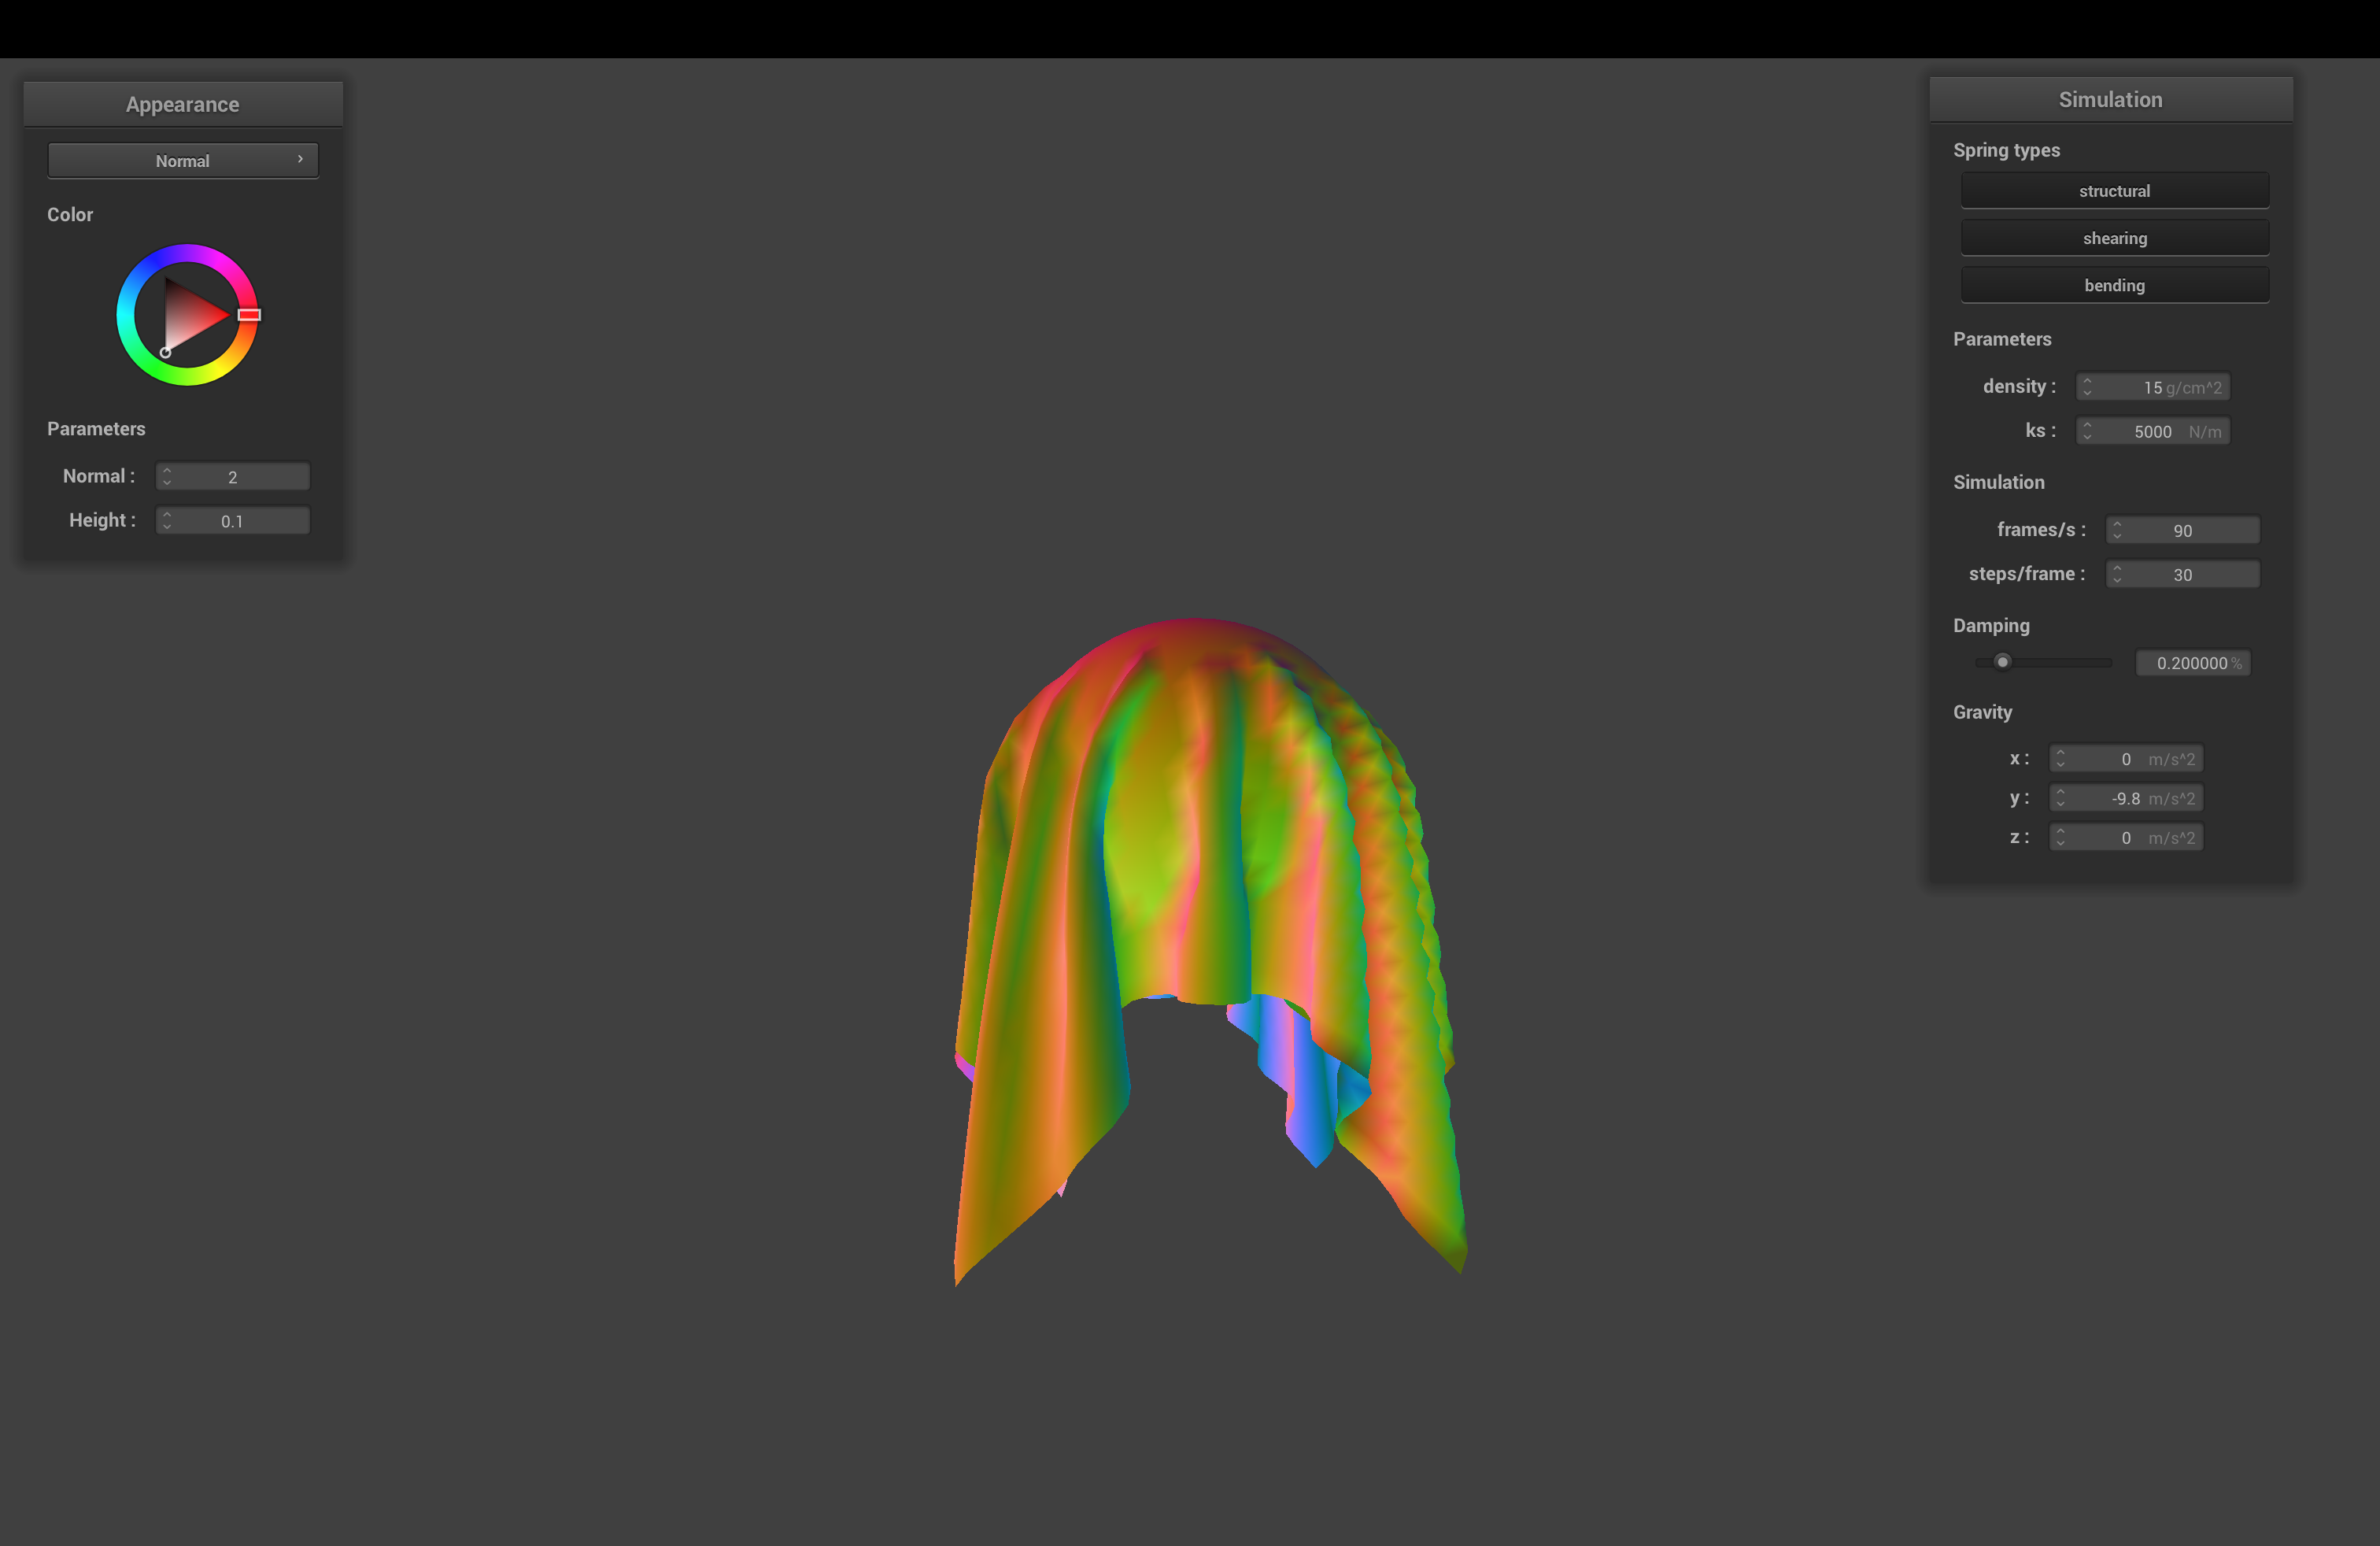 Appearance
Normal
Color
Parameters
Normal : 2
Height : 0.1
Simulation
Spring types
structural
shearing
bending
Parameters
density : 15 g/cm^2
ks : 5000 N/m
Simulation
frames/s : 90
steps/frame : 30
Damping
0.200000 %
Gravity
x : 0 m/s^2
y : -9.8 m/s^2
z : 0 m/s^2